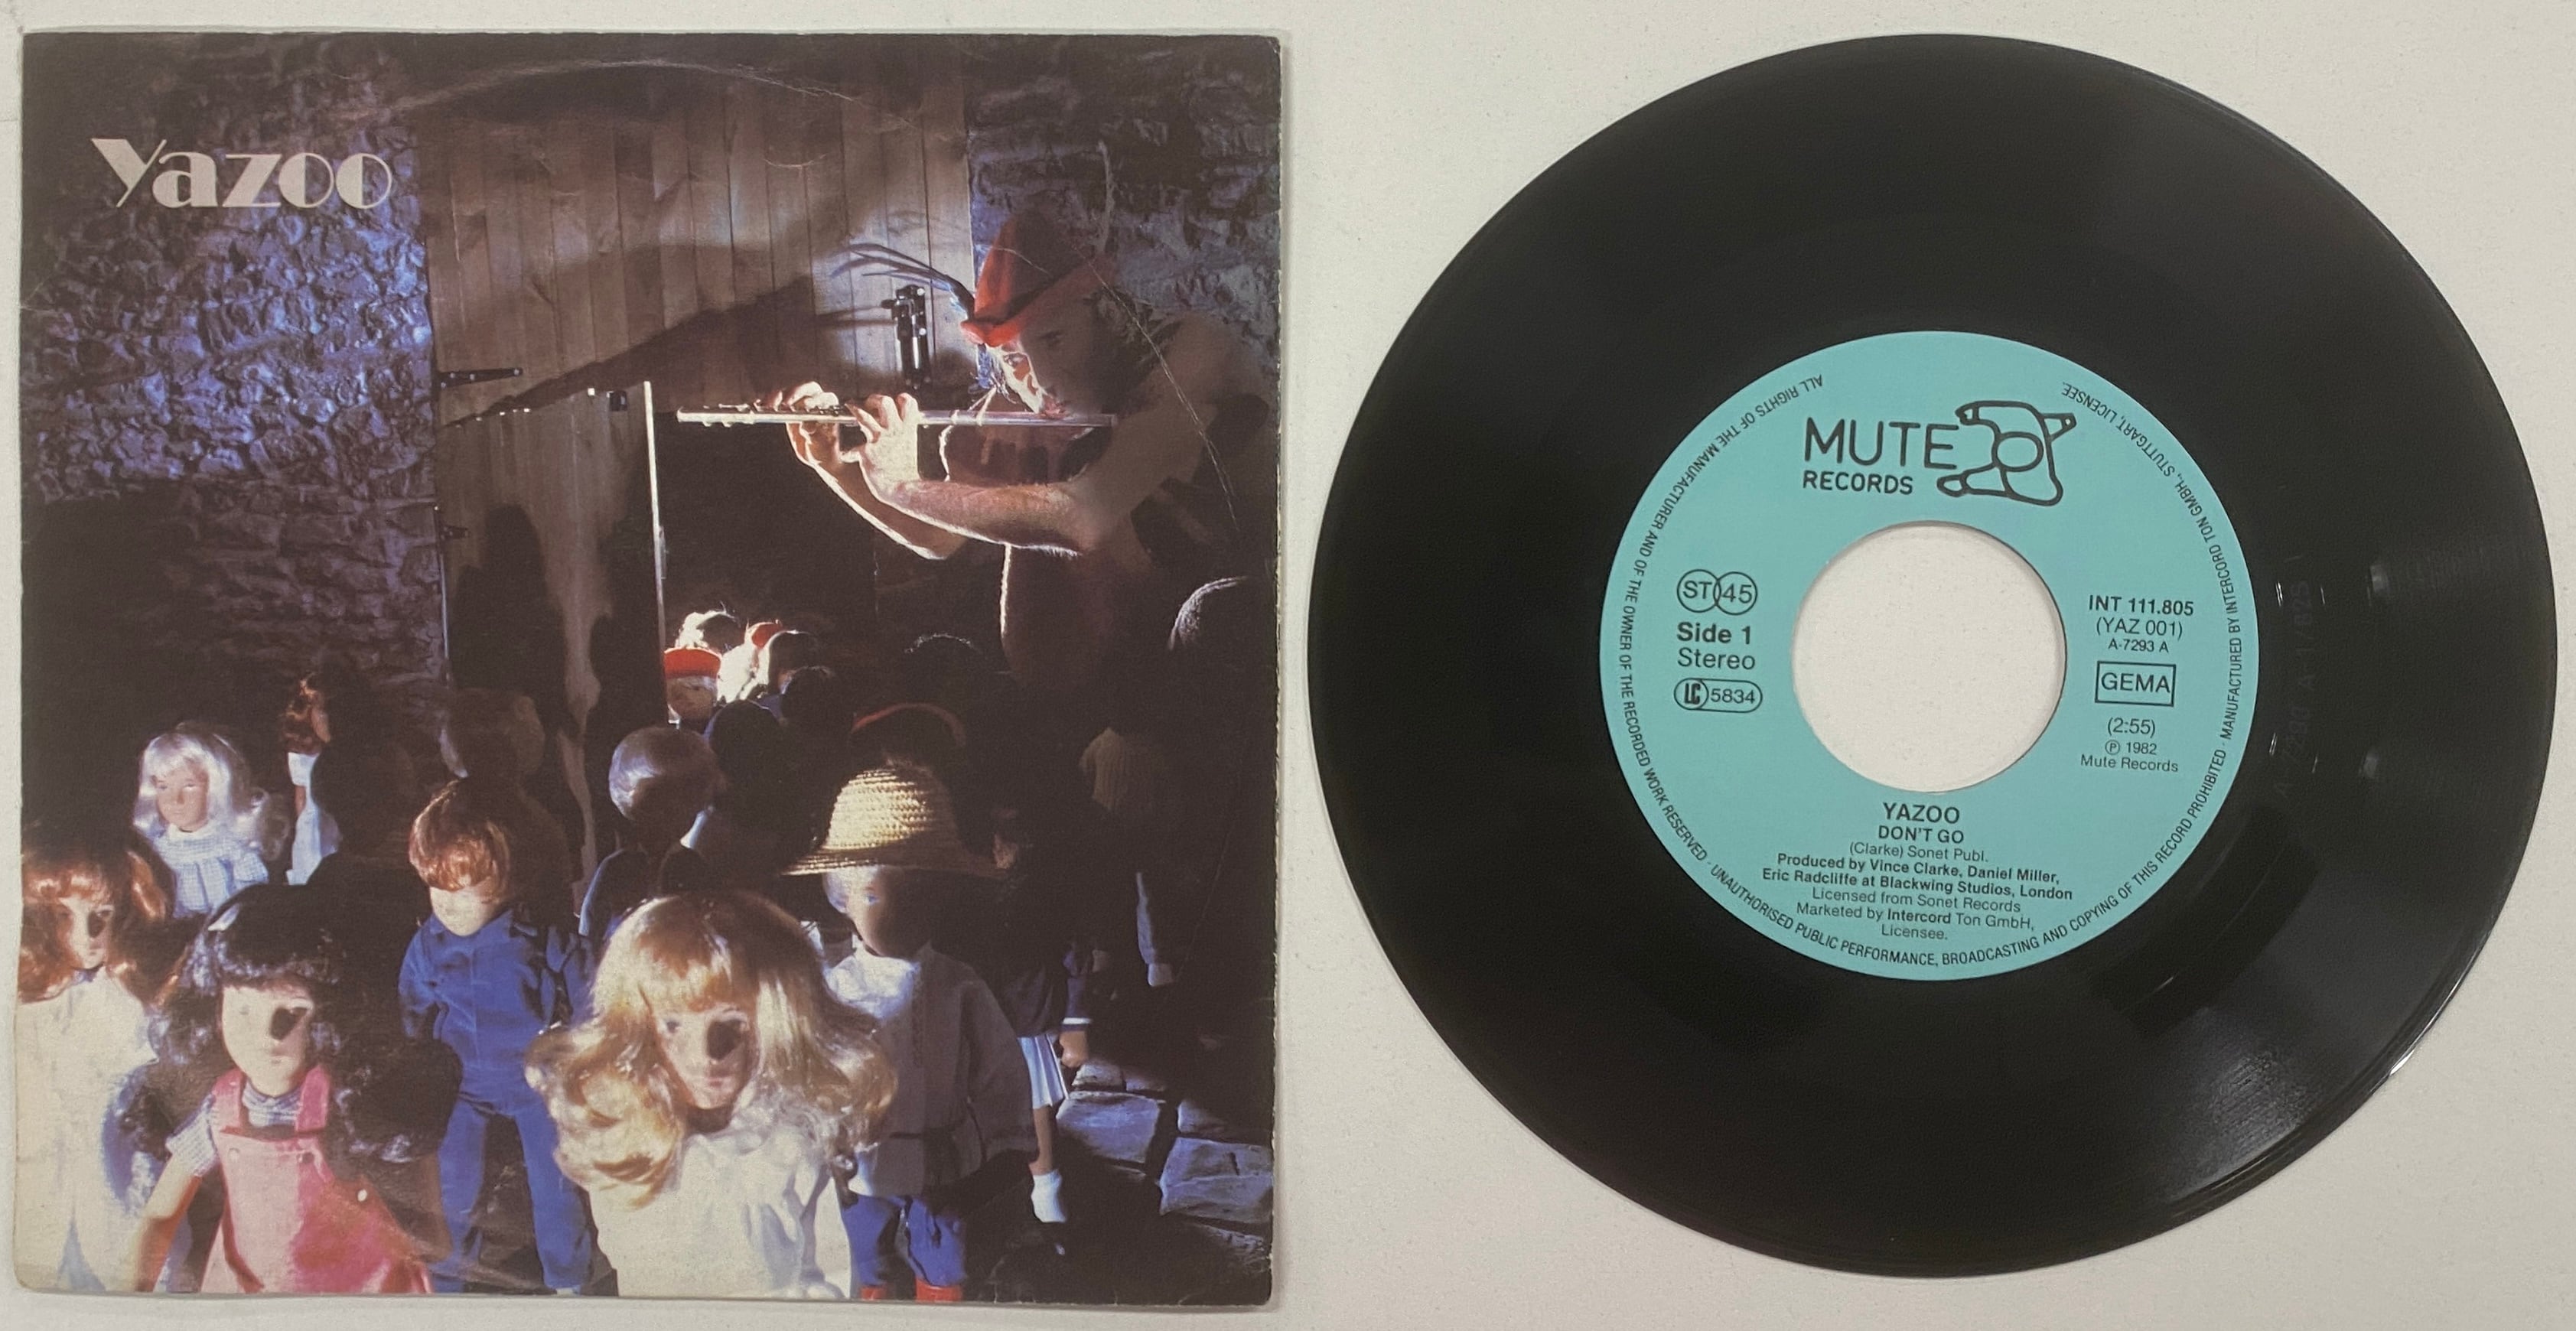 Yazoo
MUTE
RECORDS
ST 45
Side 1
Stereo
LC 5834
INT 111.805
(YAZ 001)
A-7293 A
GEMA
(2:55)
Ⓟ 1982
Mute Records
YAZOO
DON'T GO
(Clarke) Sonet Publ.
Produced by Vince Clarke, Daniel Miller,
Eric Radcliffe at Blackwing Studios, London
Licensed from Sonet Records
Marketed by Intercord Ton GmbH,
Licensee.
ALL RIGHTS OF THE MANUFACTURER AND OF THE OWNER OF THE RECORDED WORK RESERVED · UNAUTHORISED PUBLIC PERFORMANCE, BROADCASTING AND COPYING OF THIS RECORD PROHIBITED · MANUFACTURED BY INTERCORD TON GMBH., STUTTGART, LICENSEE.